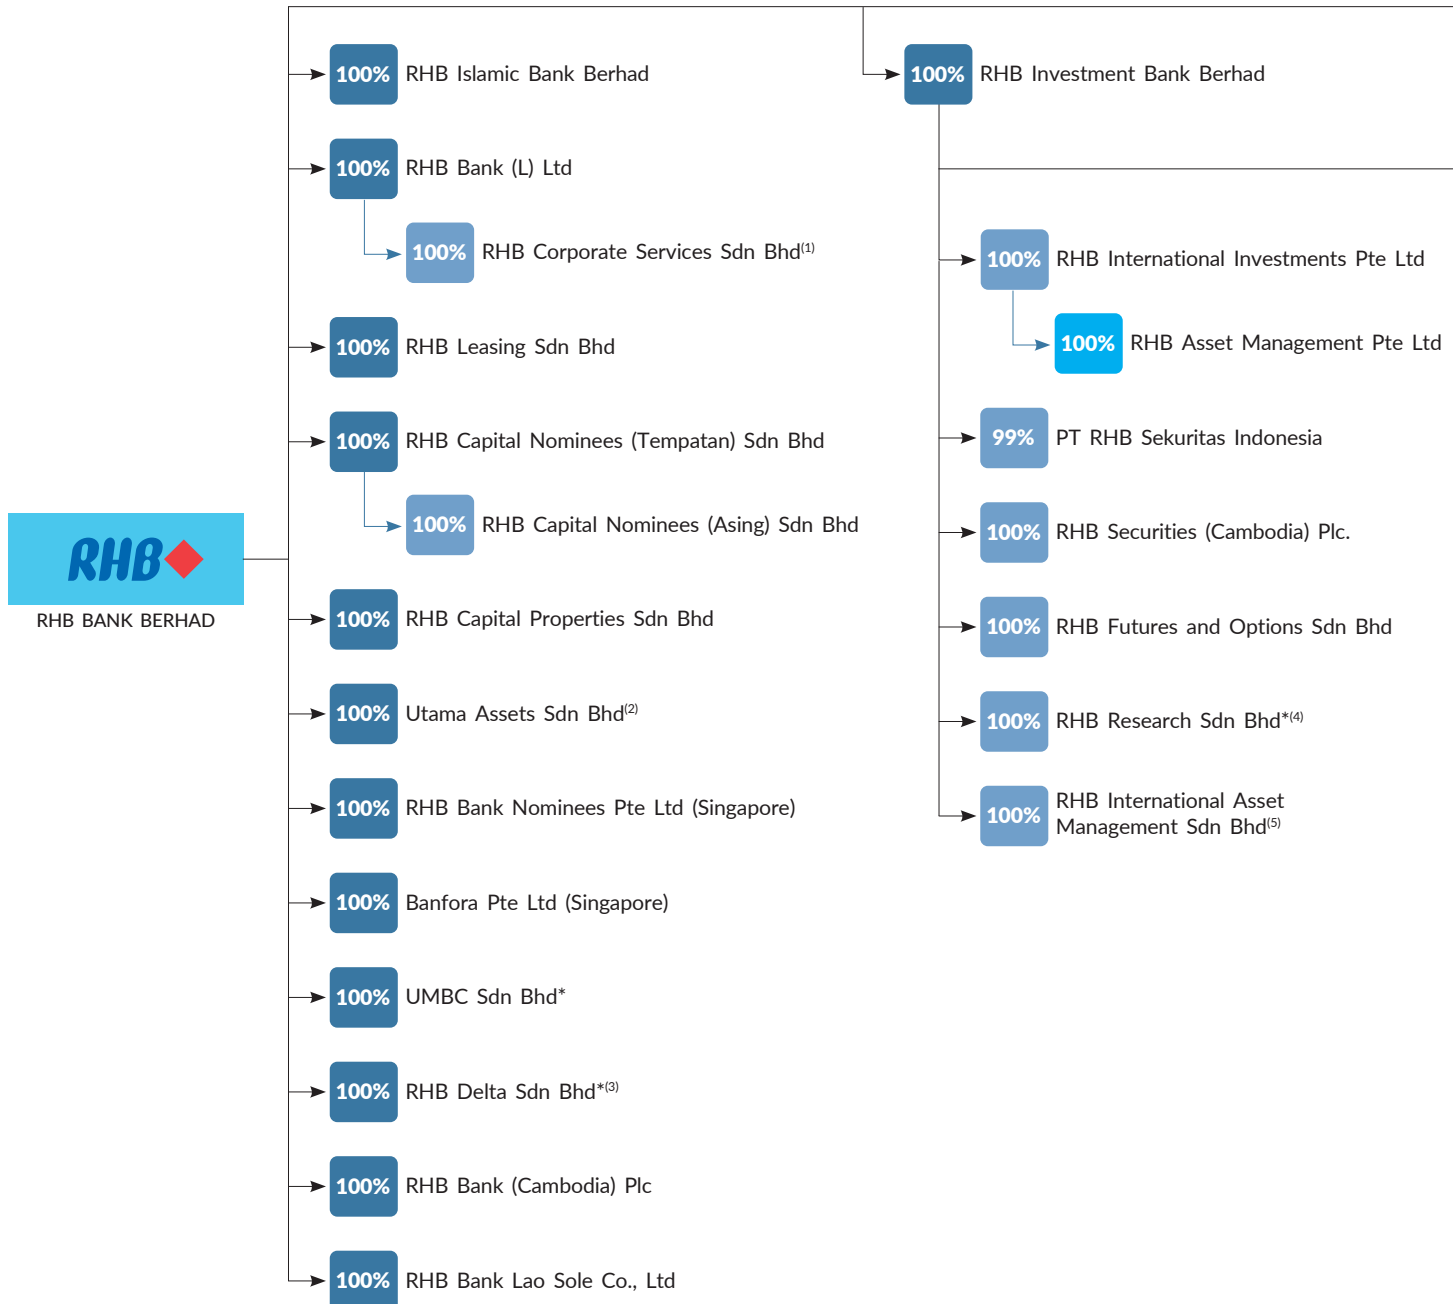 RHB
RHB BANK BERHAD
100% RHB Islamic Bank Berhad
100% RHB Bank (L) Ltd
100% RHB Corporate Services Sdn Bhd(1)
100% RHB Leasing Sdn Bhd
100% RHB Capital Nominees (Tempatan) Sdn Bhd
100% RHB Capital Nominees (Asing) Sdn Bhd
100% RHB Capital Properties Sdn Bhd
100% Utama Assets Sdn Bhd(2)
100% RHB Bank Nominees Pte Ltd (Singapore)
100% Banfora Pte Ltd (Singapore)
100% UMBC Sdn Bhd*
100% RHB Delta Sdn Bhd*(3)
100% RHB Bank (Cambodia) Plc
100% RHB Bank Lao Sole Co., Ltd
100% RHB Investment Bank Berhad
100% RHB International Investments Pte Ltd
100% RHB Asset Management Pte Ltd
99% PT RHB Sekuritas Indonesia
100% RHB Securities (Cambodia) Plc.
100% RHB Futures and Options Sdn Bhd
100% RHB Research Sdn Bhd*(4)
100% RHB International Asset
Management Sdn Bhd(5)